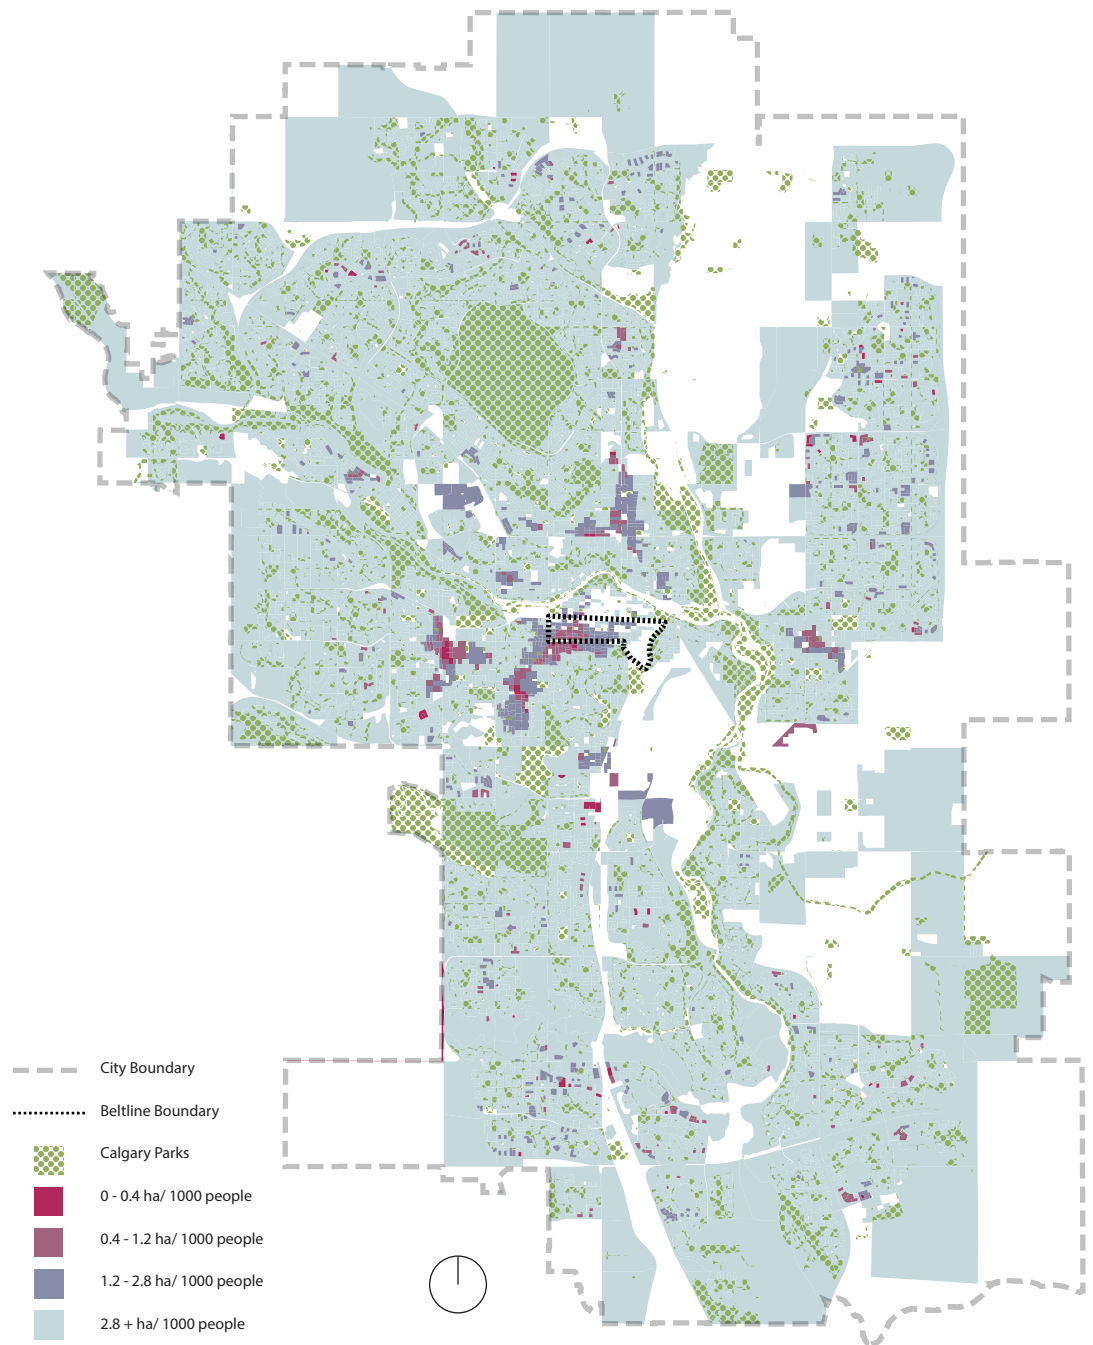 City Boundary
Beltline Boundary
Calgary Parks
0 - 0.4 ha/ 1000 people
0.4 - 1.2 ha/ 1000 people
1.2 - 2.8 ha/ 1000 people
2.8 + ha/ 1000 people